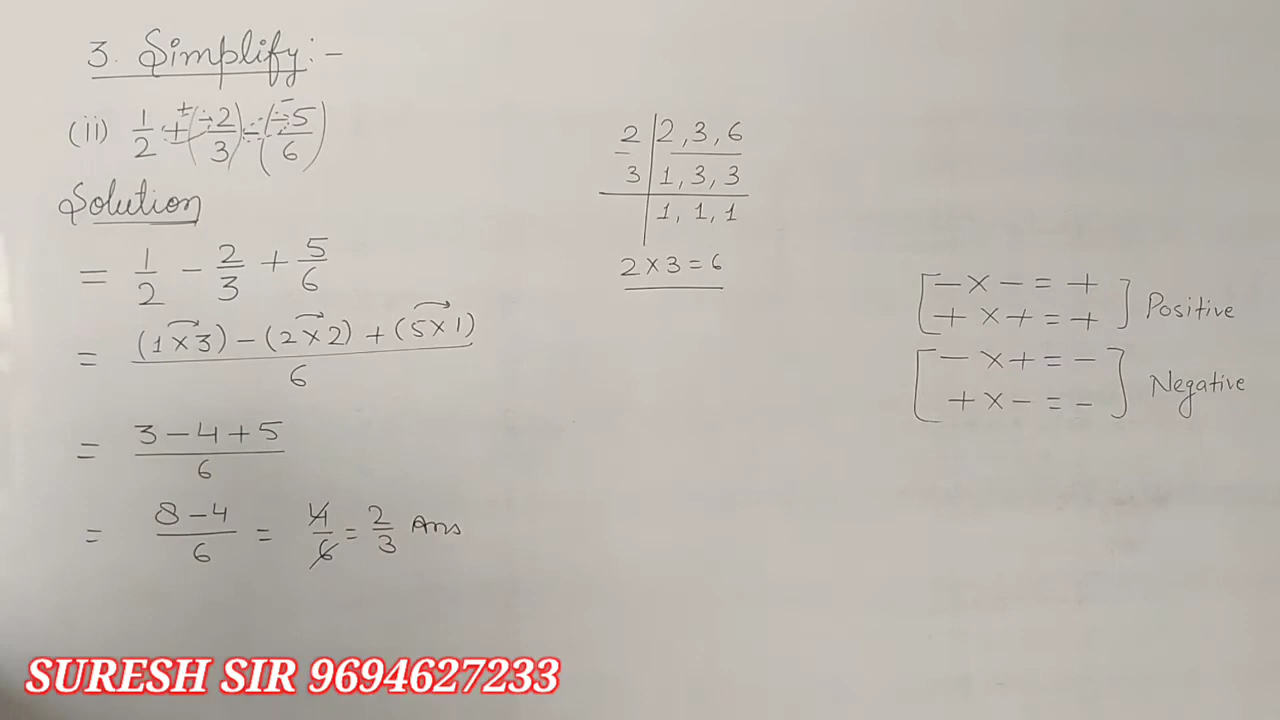 3. Simplify:-
(ii) 1/2 + (-2/3) - (-5/6)
Solution
= 1/2 - 2/3 + 5/6
= (1×3) - (2×2) + (5×1) / 6
= 3-4+5 / 6
= 8-4 / 6 = 4/6 = 2/3 Ans
2 | 2, 3, 6
3 | 1, 3, 3
| 1, 1, 1
2×3=6
[-×-=+
+×+=+] Positive
[-×+=-
+×-=-] Negative
SURESH SIR 9694627233